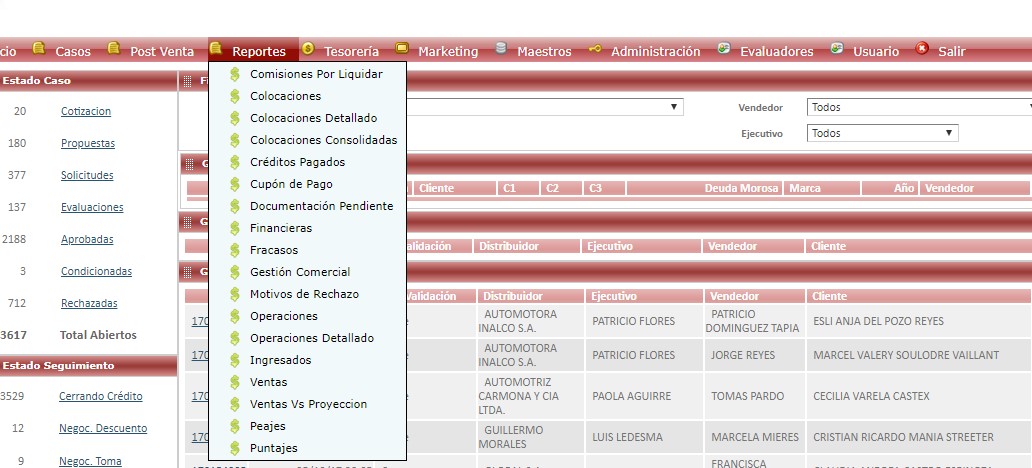 cio Casos Post Venta Reportes Tesorería Marketing Maestros Administración Evaluadores Usuario Salir
Estado Caso
20 Cotizacion
180 Propuestas
377 Solicitudes
137 Evaluaciones
2188 Aprobadas
3 Condicionadas
712 Rechazadas
3617 Total Abiertos
Estado Seguimiento
3529 Cerrando Crédito
12 Negoc. Descuento
9 Negoc. Toma
Comisiones Por Liquidar
Colocaciones
Colocaciones Detallado
Colocaciones Consolidadas
Créditos Pagados
Cupón de Pago
Documentación Pendiente
Financieras
Fracasos
Gestión Comercial
Motivos de Rechazo
Operaciones
Operaciones Detallado
Ingresados
Ventas
Ventas Vs Proyeccion
Peajes
Puntajes
Vendedor Todos
Ejecutivo Todos
Cliente C1 C2 C3 Deuda Morosa Marca Año Vendedor
Validación Distribuidor Ejecutivo Vendedor Cliente
Validación Distribuidor Ejecutivo Vendedor Cliente
170 AUTOMOTORA INALCO S.A. PATRICIO FLORES PATRICIO DOMINGUEZ TAPIA ESLI ANJA DEL POZO REYES
170 AUTOMOTORA INALCO S.A. PATRICIO FLORES JORGE REYES MARCEL VALERY SOULODRE VAILLANT
170 AUTOMOTRIZ CARMONA Y CIA LTDA. PAOLA AGUIRRE TOMAS PARDO CECILIA VARELA CASTEX
170 GUILLERMO MORALES LUIS LEDESMA MARCELA MIERES CRISTIAN RICARDO MANIA STREETER
FRANCISCA